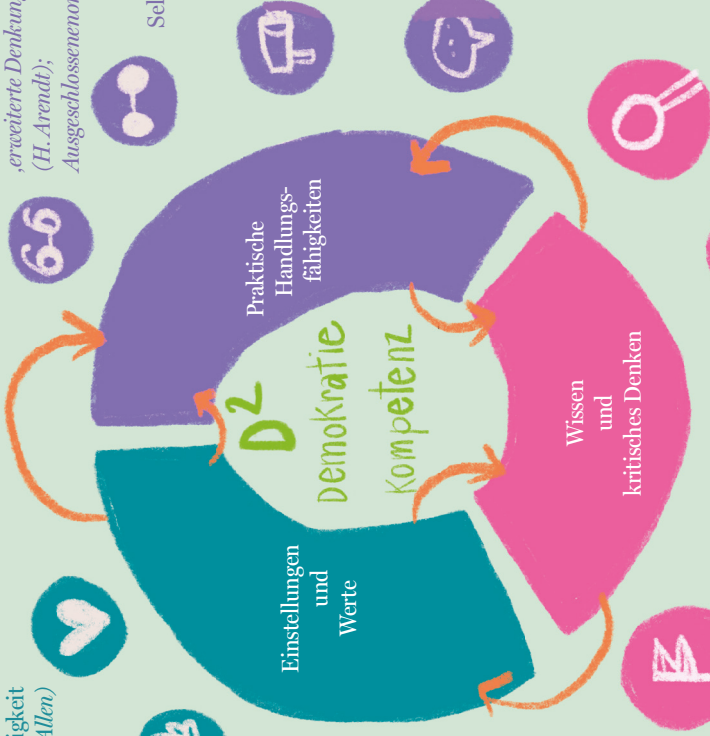 ‚erweiterte Denkung
(H. Arendt);
Ausgeschlossenenor
Sel
Praktische
Handlungs-
fähigkeiten
D²
Demokratie
Kompetenz
Einstellungen
und
Werte
Wissen
und
kritisches Denken
igkeit
Allen)